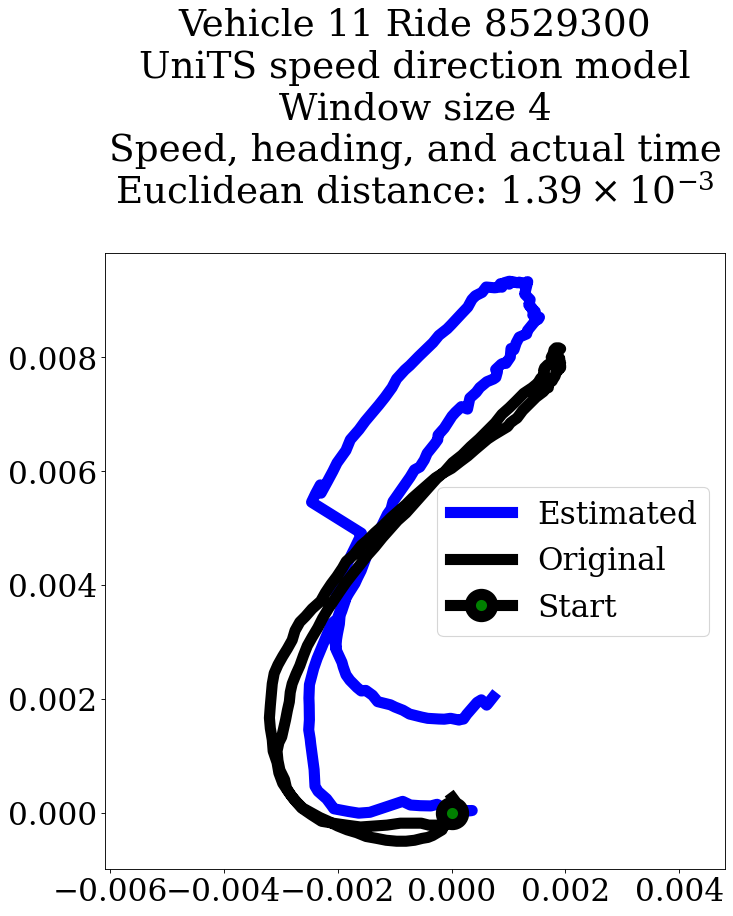 Vehicle 11 Ride 8529300
UniTS speed direction model
Window size 4
Speed, heading, and actual time
Euclidean distance: 1.39 × 10⁻³
0.008
0.006
0.004
0.002
0.000
Estimated
Original
Start
−0.006 −0.004 −0.002 0.000 0.002 0.004